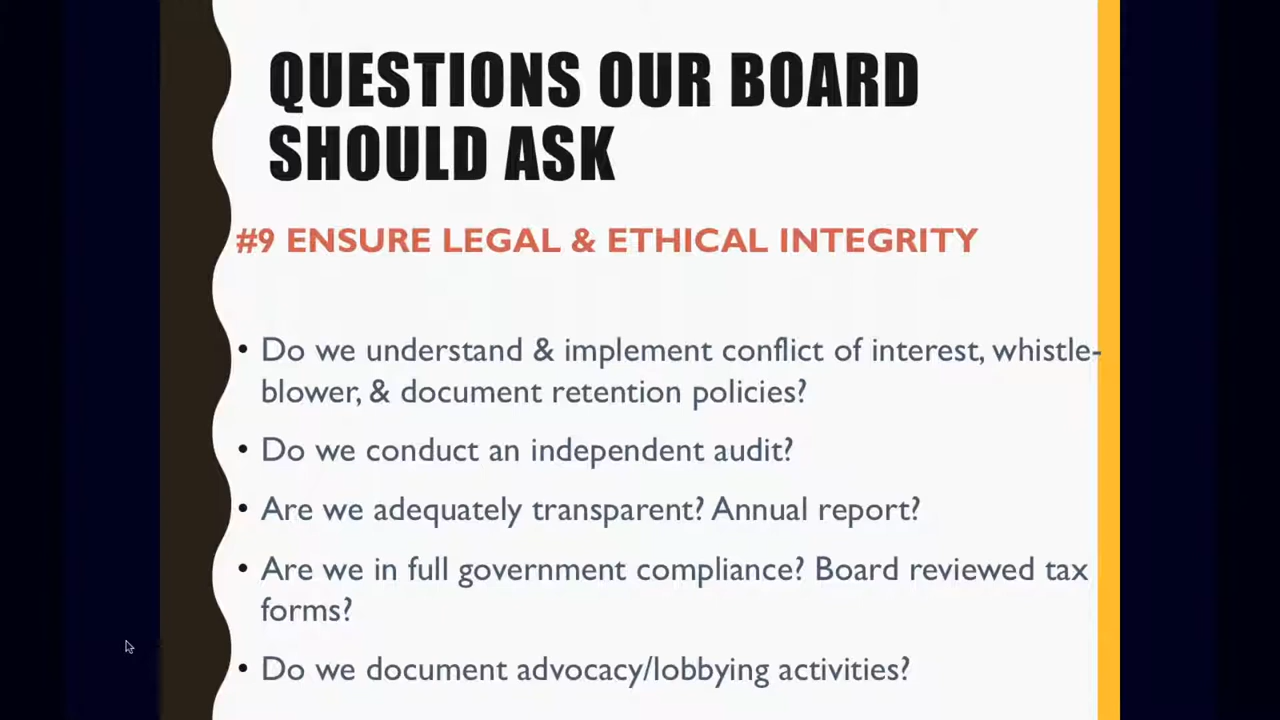 QUESTIONS OUR BOARD
SHOULD ASK
#9 ENSURE LEGAL & ETHICAL INTEGRITY
• Do we understand & implement conflict of interest, whistle-
blower, & document retention policies?
• Do we conduct an independent audit?
• Are we adequately transparent? Annual report?
• Are we in full government compliance? Board reviewed tax
forms?
• Do we document advocacy/lobbying activities?